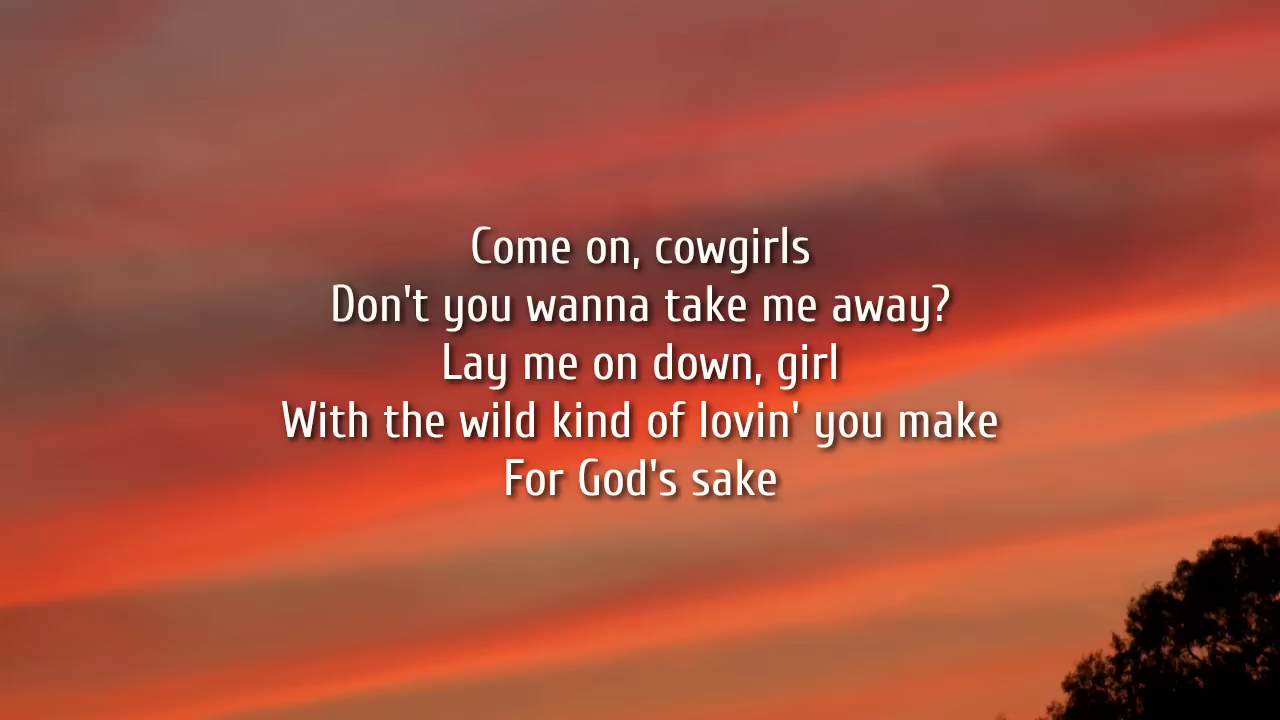 Come on, cowgirls
Don't you wanna take me away?
Lay me on down, girl
With the wild kind of lovin' you make
For God's sake